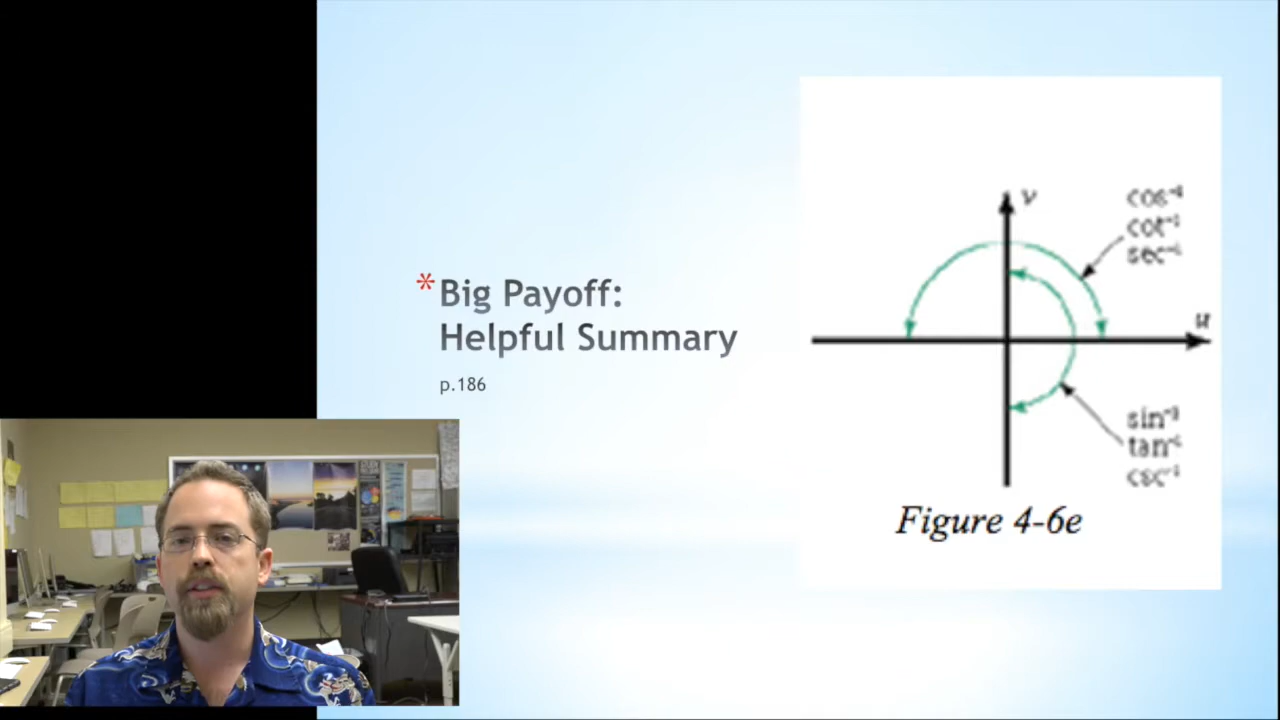 * Big Payoff:
Helpful Summary
p.186
v
cos⁻¹
cot⁻¹
sec⁻¹
u
sin⁻¹
tan⁻¹
csc⁻¹
Figure 4-6e